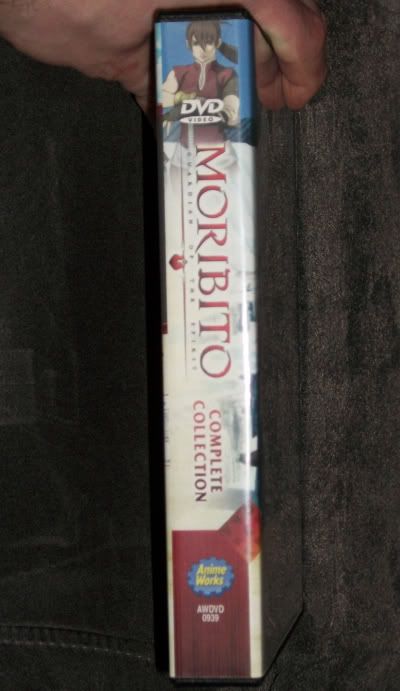 DVD
VIDEO
MORIBITO
GUARDIAN OF THE SPIRIT
COMPLETE
COLLECTION
Anime
Works
AWDVD
0939